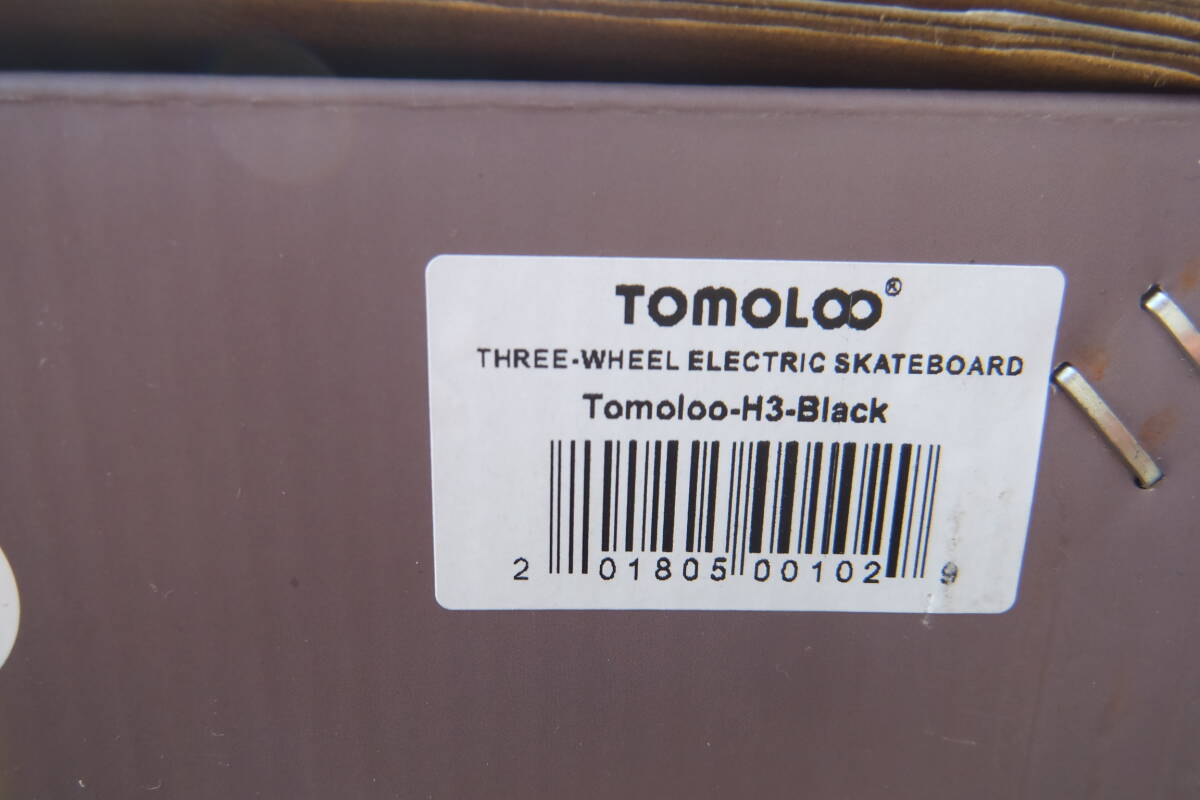 TOMOLOO®
THREE-WHEEL ELECTRIC SKATEBOARD
Tomoloo-H3-Black
2 01805 00102 9